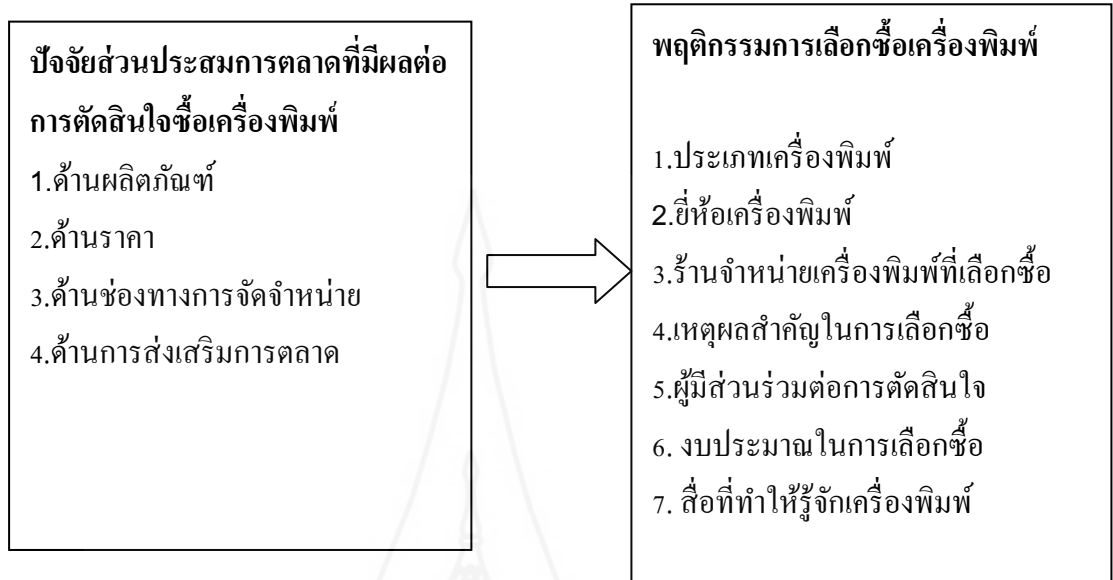 ปัจจัยส่วนประสมการตลาดที่มีผลต่อ
การตัดสินใจซื้อเครื่องพิมพ์
1.ด้านผลิตภัณฑ์
2.ด้านราคา
3.ด้านช่องทางการจัดจำหน่าย
4.ด้านการส่งเสริมการตลาด
พฤติกรรมการเลือกซื้อเครื่องพิมพ์
1.ประเภทเครื่องพิมพ์
2.ยี่ห้อเครื่องพิมพ์
3.ร้านจำหน่ายเครื่องพิมพ์ที่เลือกซื้อ
4.เหตุผลสำคัญในการเลือกซื้อ
5.ผู้มีส่วนร่วมต่อการตัดสินใจ
6. งบประมาณในการเลือกซื้อ
7. สื่อที่ทำให้รู้จักเครื่องพิมพ์